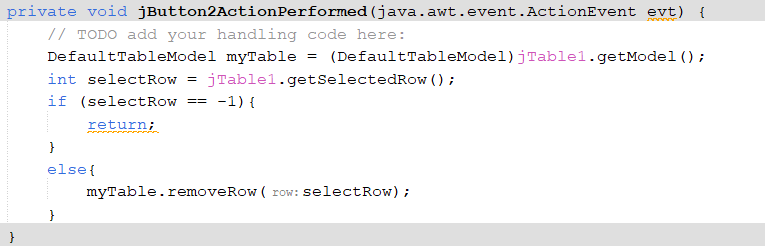 private void jButton2ActionPerformed(java.awt.event.ActionEvent evt) {
    // TODO add your handling code here:
    DefaultTableModel myTable = (DefaultTableModel)jTable1.getModel();
    int selectRow = jTable1.getSelectedRow();
    if (selectRow == -1){
        return;
    }
    else{
        myTable.removeRow( row: selectRow);
    }
}